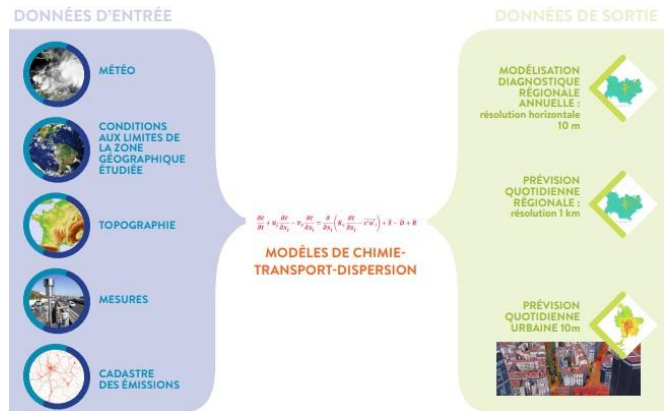 DONNÉES D'ENTRÉE
MÉTÉO
CONDITIONS
AUX LIMITES DE
LA ZONE
GÉOGRAPHIQUE
ÉTUDIÉE
TOPOGRAPHIE
MESURES
CADASTRE
DES ÉMISSIONS
MODÈLES DE CHIMIE-
TRANSPORT-DISPERSION
DONNÉES DE SORTIE
MODÉLISATION
DIAGNOSTIQUE
RÉGIONALE
ANNUELLE :
résolution horizontale
10 m
PRÉVISION
QUOTIDIENNE
RÉGIONALE :
résolution 1 km
PRÉVISION
QUOTIDIENNE
URBAINE 10m